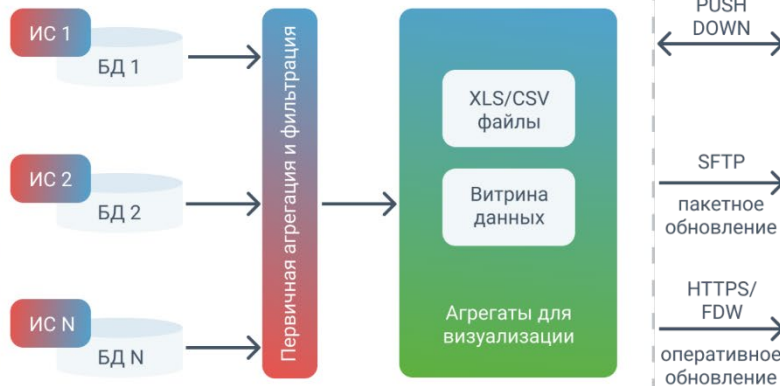 ИС 1
БД 1
ИС 2
БД 2
ИС N
БД N
Первичная агрегация и фильтрация
XLS/CSV
файлы
Витрина
данных
Агрегаты для
визуализации
PUSH
DOWN
SFTP
пакетное
обновление
HTTPS/
FDW
оперативное
обновление